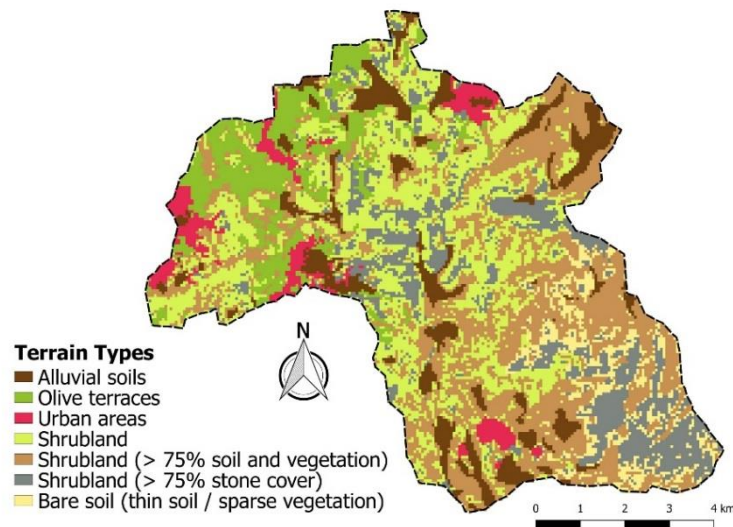 N
Terrain Types
Alluvial soils
Olive terraces
Urban areas
Shrubland
Shrubland (> 75% soil and vegetation)
Shrubland (> 75% stone cover)
Bare soil (thin soil / sparse vegetation)
0 1 2 3 4 km